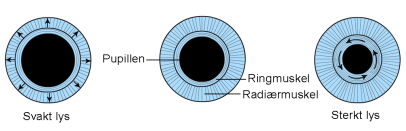 Pupillen
Ringmuskel
Radiærmuskel
Svakt lys
Sterkt lys